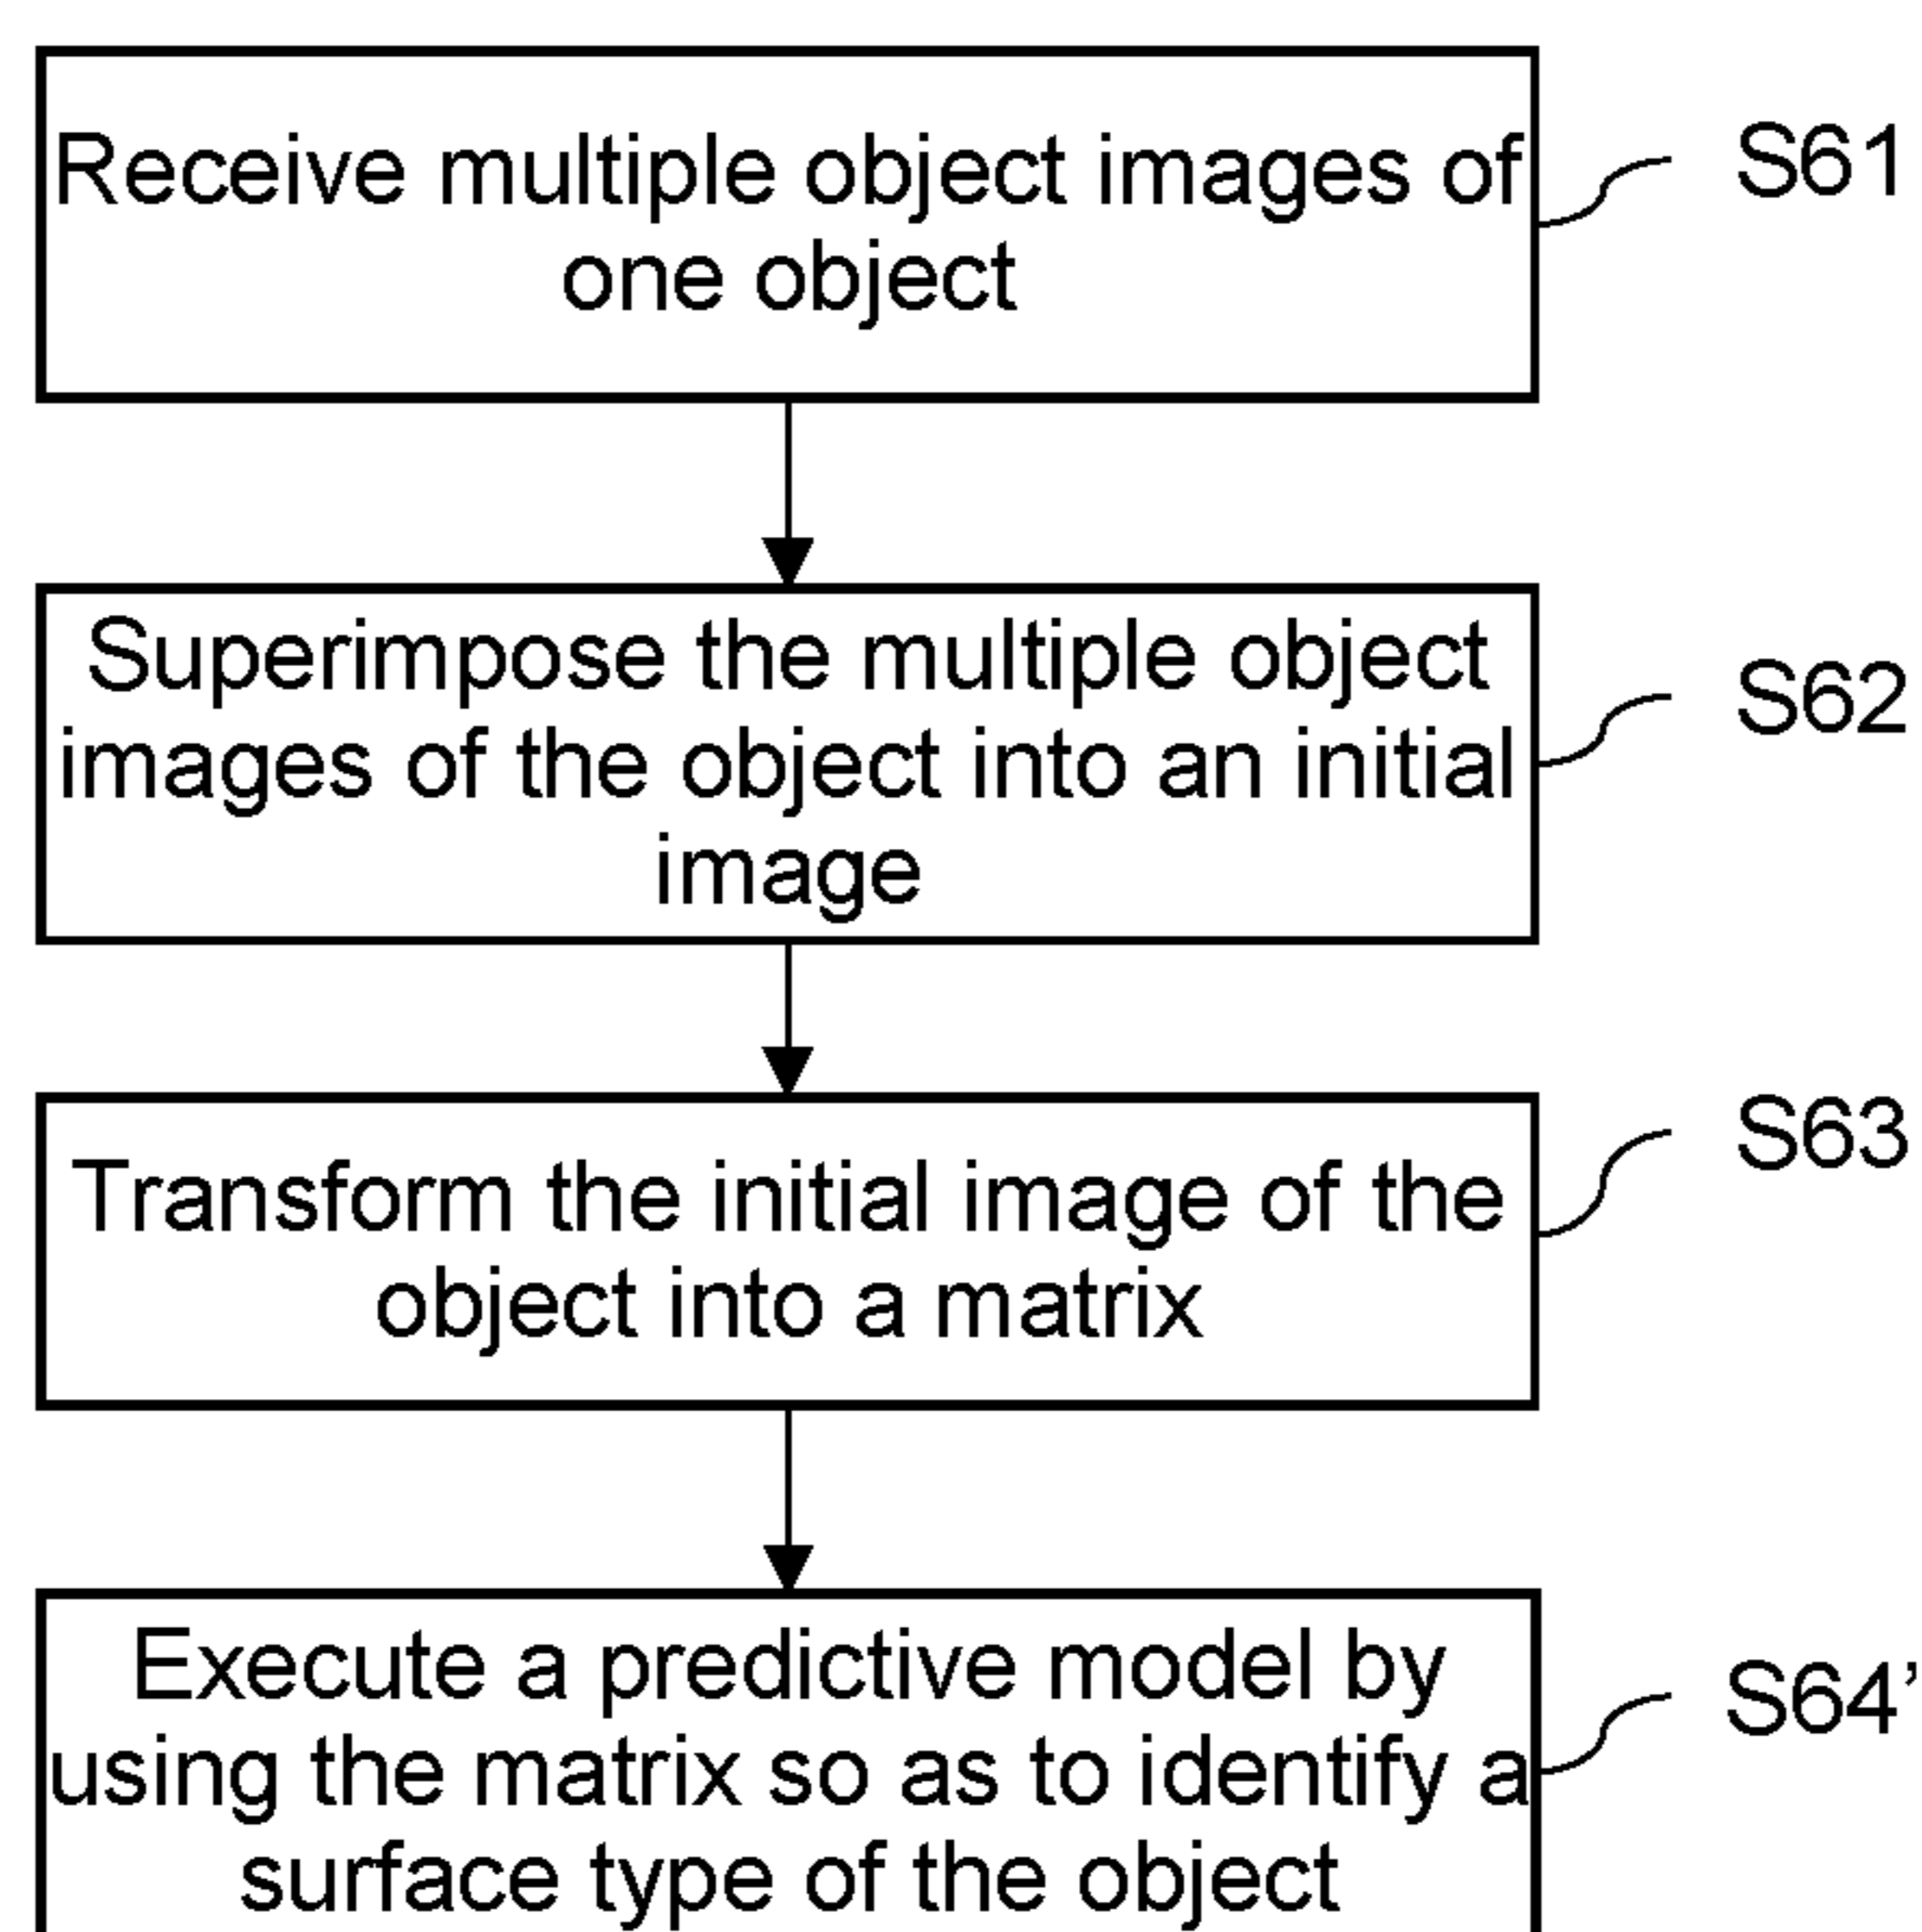 Receive multiple object images of
one object
S61
Superimpose the multiple object
images of the object into an initial
image
S62
Transform the initial image of the
object into a matrix
S63
Execute a predictive model by
using the matrix so as to identify a
surface type of the object
S64’